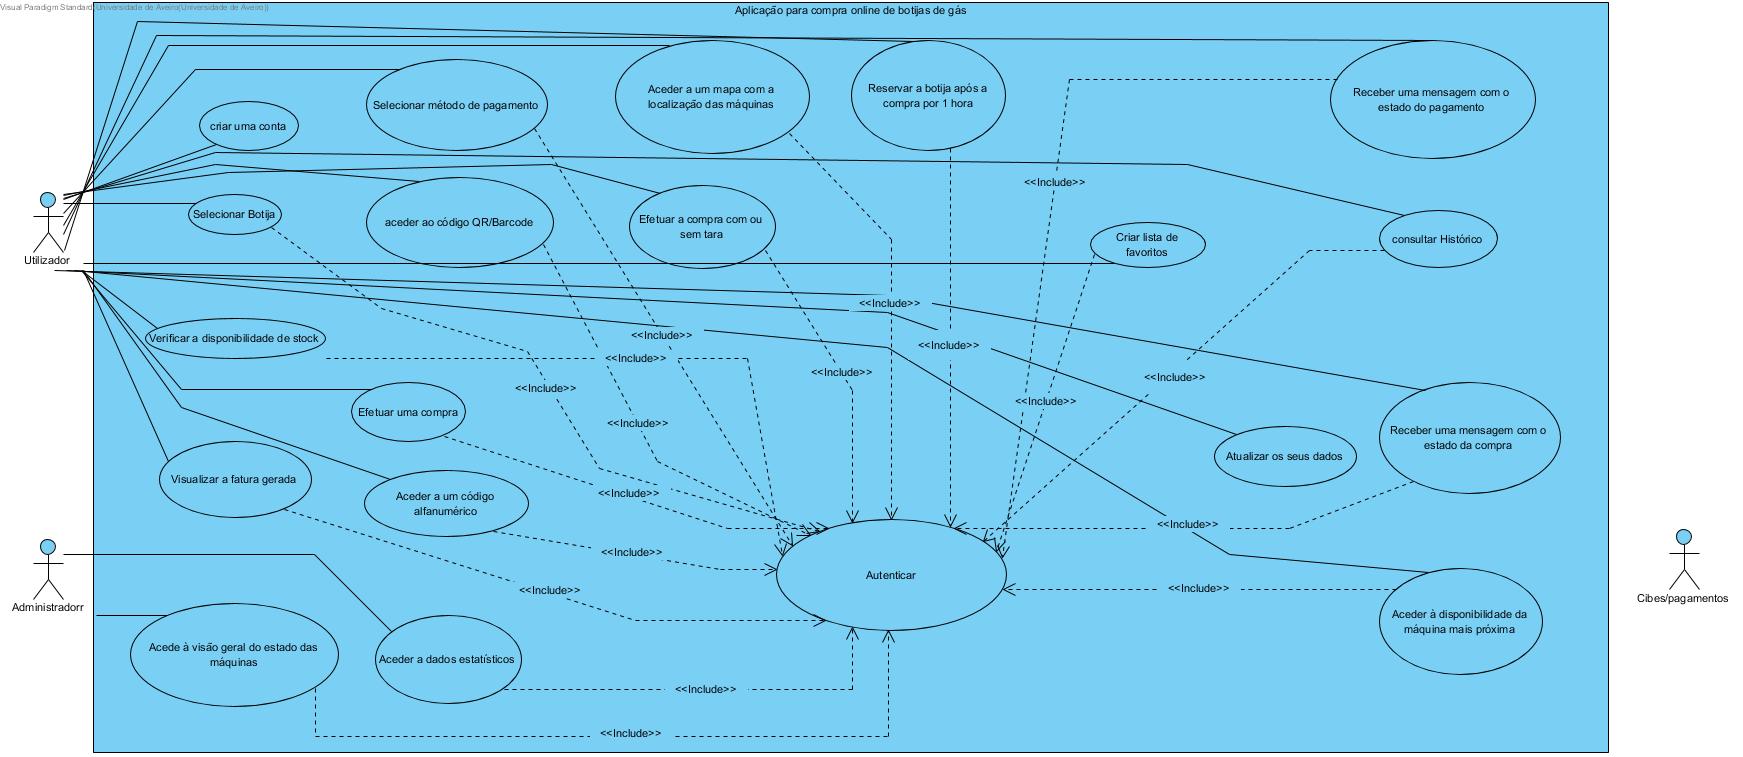 Visual Paradigm Standard(Universidade de Aveiro(Universidade de Aveiro))
Aplicação para compra online de botijas de gás
Selecionar método de pagamento
Aceder a um mapa com a
localização das máquinas
Reservar a botija após a
compra por 1 hora
Receber uma mensagem com o
estado do pagamento
criar uma conta
<<Include>>
Selecionar Botija
aceder ao código QR/Barcode
Efetuar a compra com ou
sem tara
Criar lista de
favoritos
consultar Histórico
Utilizador
<<Include>>
Verificar a disponibilidade de stock
<<Include>>
<<Include>>
<<Include>>
<<Include>>
<<Include>>
<<Include>>
<<Include>>
Efetuar uma compra
<<Include>>
Receber uma mensagem com o
estado da compra
Atualizar os seus dados
Visualizar a fatura gerada
Aceder a um código
alfanumérico
<<Include>>
<<Include>>
<<Include>>
Autenticar
<<Include>>
<<Include>>
Administradorr
Cibes/pagamentos
Aceder à disponibilidade da
máquina mais próxima
Acede à visão geral do estado das
máquinas
Aceder a dados estatísticos
<<Include>>
<<Include>>